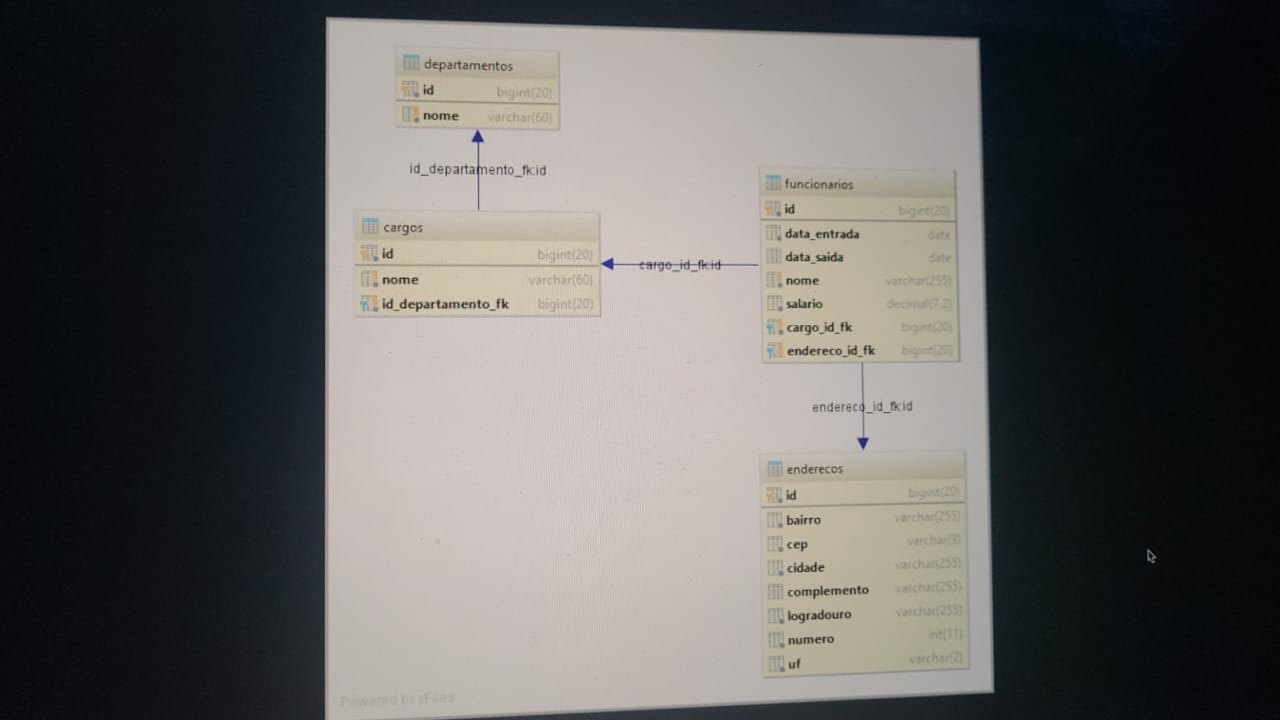 departamentos
id bigint(20)
nome varchar(60)
id_departamento_fk:id
cargos
id bigint(20)
nome varchar(60)
id_departamento_fk bigint(20)
cargo_id_fk:id
funcionarios
id bigint(20)
data_entrada date
data_saida date
nome varchar(255)
salario decimal(7,2)
cargo_id_fk bigint(20)
endereco_id_fk bigint(20)
endereco_id_fk:id
enderecos
id bigint(20)
bairro varchar(255)
cep varchar(9)
cidade varchar(255)
complemento varchar(255)
logradouro varchar(255)
numero int(11)
uf varchar(2)
Powered by yFiles